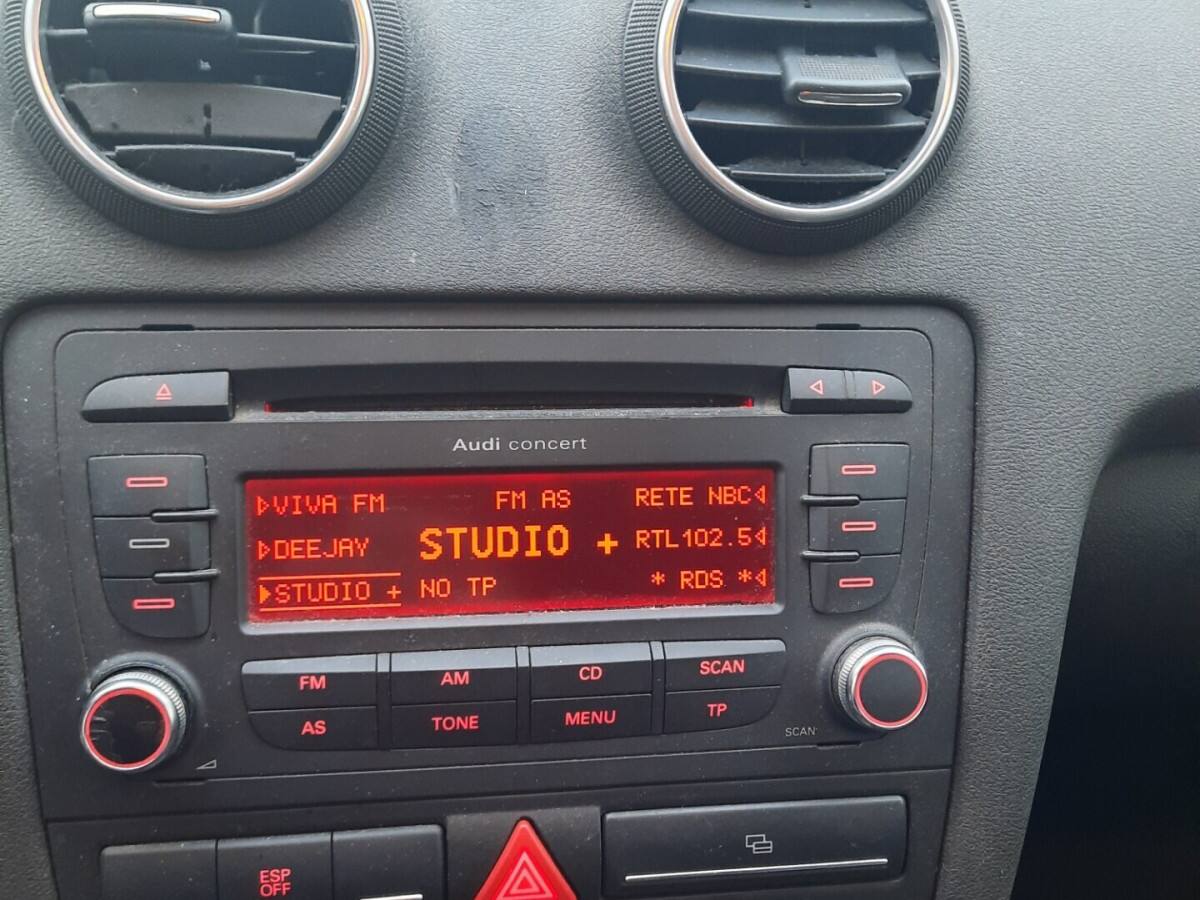 Audi concert
VIVA FM FM AS RETE NBC
DEEJAY STUDIO + RTL102.5
STUDIO + NO TP * RDS *
FM AM CD SCAN
AS TONE MENU TP
SCAN
ESP
OFF